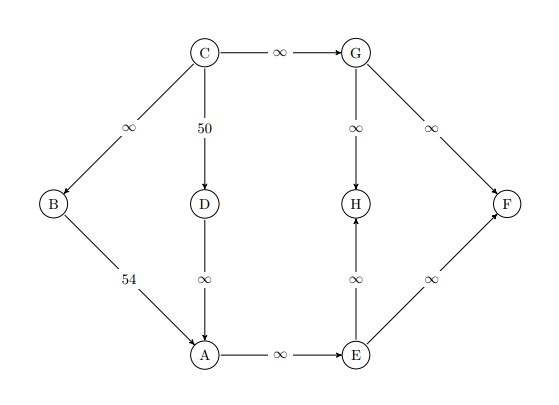 C ∞ G
∞ 50 ∞ ∞
B D H F
54 ∞ ∞ ∞
A ∞ E